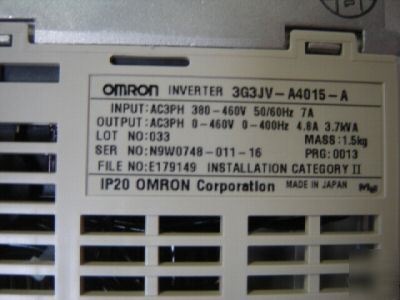 OMRON INVERTER 3G3JV-A4015-A
INPUT:AC3PH 380-460V 50/60Hz 7A
OUTPUT:AC3PH 0-460V 0-400Hz 4.8A 3.7kVA
LOT NO:033 MASS:1.5kg
SER NO:N9W0748-011-16 PRG:0013
FILE NO:E179149 INSTALLATION CATEGORY II
IP20 OMRON Corporation MADE IN JAPAN